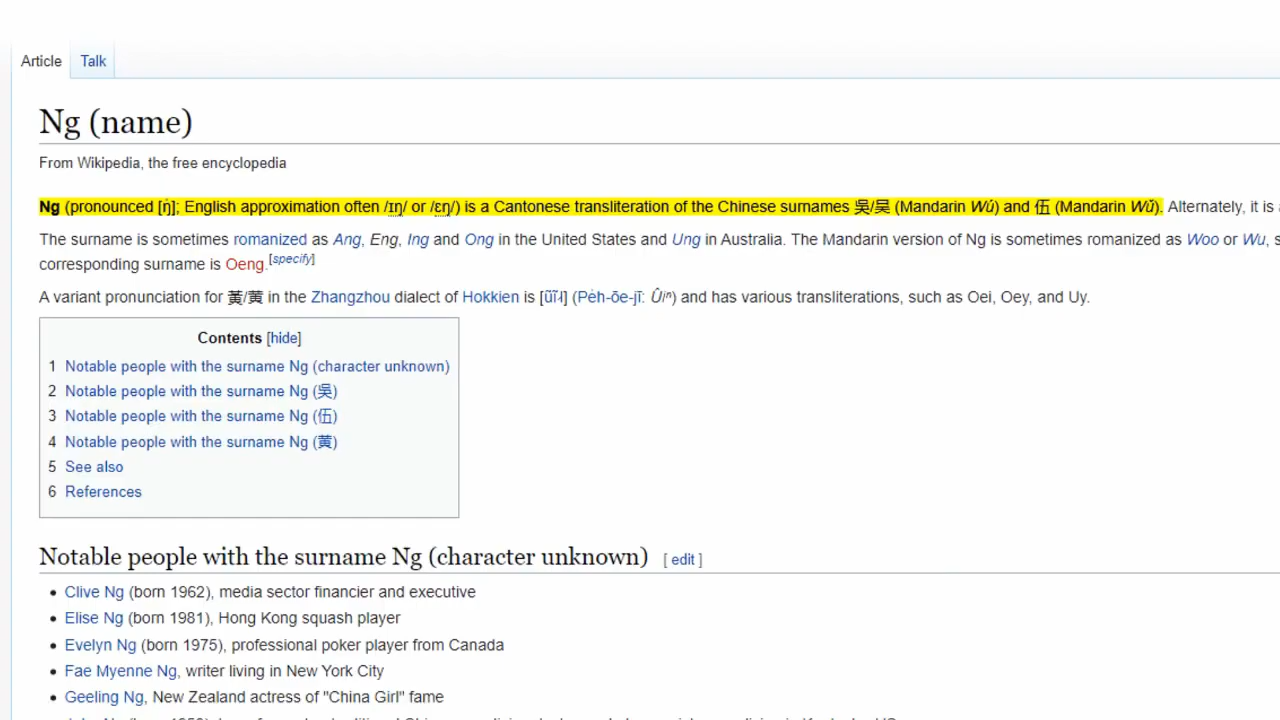 Article Talk
Ng (name)
From Wikipedia, the free encyclopedia
Ng (pronounced [ŋ̍]; English approximation often /ɪŋ/ or /ɛŋ/) is a Cantonese transliteration of the Chinese surnames 吳/吴 (Mandarin Wú) and 伍 (Mandarin Wǔ). Alternately, it is
The surname is sometimes romanized as Ang, Eng, Ing and Ong in the United States and Ung in Australia. The Mandarin version of Ng is sometimes romanized as Woo or Wu, s
corresponding surname is Oeng.[specify]
A variant pronunciation for 黃/黄 in the Zhangzhou dialect of Hokkien is (Pe̍h-ōe-jī: Ûiⁿ) and has various transliterations, such as Oei, Oey, and Uy.
Contents [hide]
1 Notable people with the surname Ng (character unknown)
2 Notable people with the surname Ng (吳)
3 Notable people with the surname Ng (伍)
4 Notable people with the surname Ng (黄)
5 See also
6 References
Notable people with the surname Ng (character unknown) [ edit ]
• Clive Ng (born 1962), media sector financier and executive
• Elise Ng (born 1981), Hong Kong squash player
• Evelyn Ng (born 1975), professional poker player from Canada
• Fae Myenne Ng, writer living in New York City
• Geeling Ng, New Zealand actress of "China Girl" fame